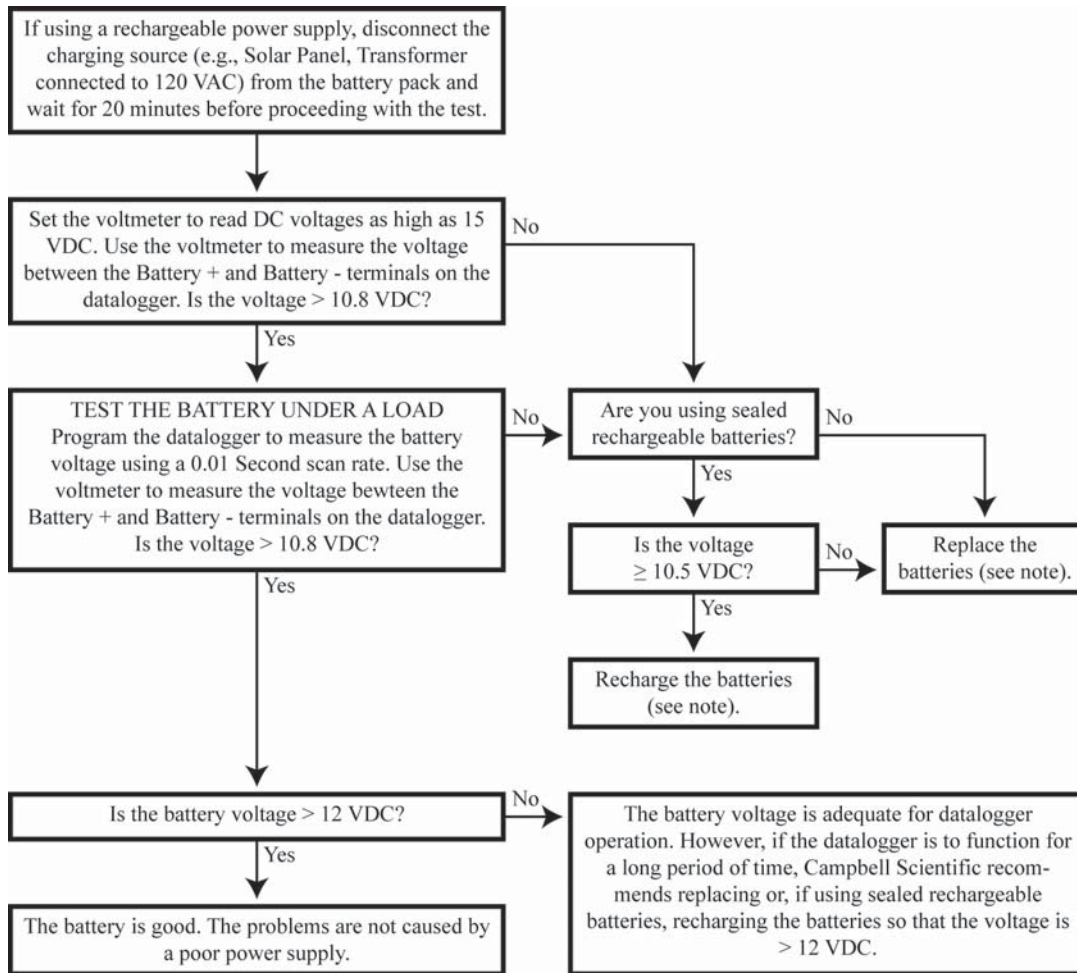 If using a rechargeable power supply, disconnect the
charging source (e.g., Solar Panel, Transformer
connected to 120 VAC) from the battery pack and
wait for 20 minutes before proceeding with the test.
Set the voltmeter to read DC voltages as high as 15
VDC. Use the voltmeter to measure the voltage
between the Battery + and Battery - terminals on the
datalogger. Is the voltage > 10.8 VDC?
No
Yes
TEST THE BATTERY UNDER A LOAD
Program the datalogger to measure the battery
voltage using a 0.01 Second scan rate. Use the
voltmeter to measure the voltage bewteen the
Battery + and Battery - terminals on the datalogger.
Is the voltage > 10.8 VDC?
No
Yes
Are you using sealed
rechargeable batteries?
No
Yes
Is the voltage
≥ 10.5 VDC?
No
Yes
Replace the
batteries (see note).
Recharge the batteries
(see note).
Is the battery voltage > 12 VDC?
No
Yes
The battery voltage is adequate for datalogger
operation. However, if the datalogger is to function for
a long period of time, Campbell Scientific recom-
mends replacing or, if using sealed rechargeable
batteries, recharging the batteries so that the voltage is
> 12 VDC.
The battery is good. The problems are not caused by
a poor power supply.